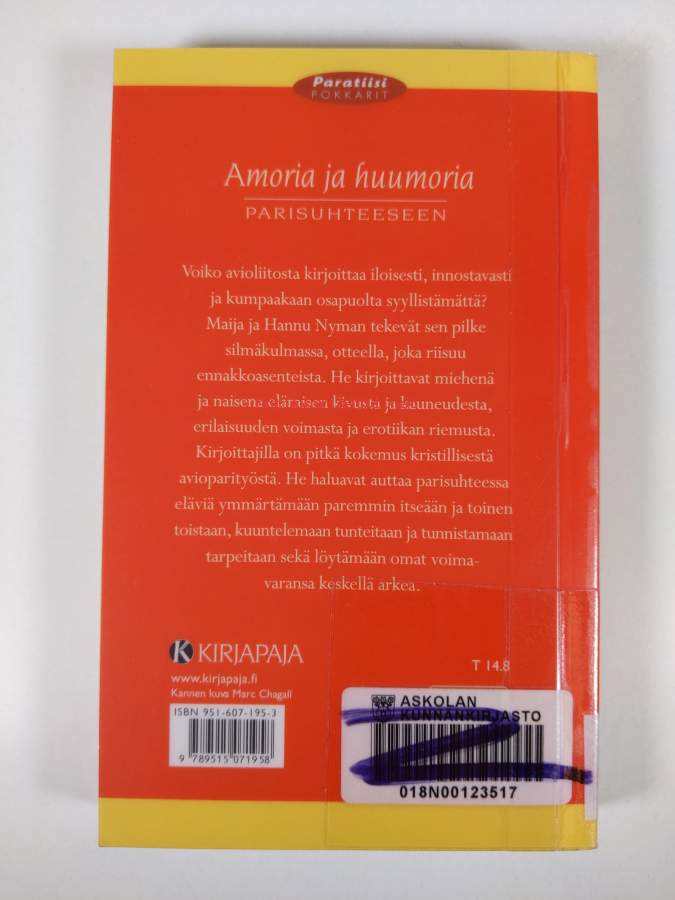 Paratiisi
POKKARIT
Amoria ja huumoria
PARISUHTEESEEN
Voiko avioliitosta kirjoittaa iloisesti, innostavasti
ja kumpaakaan osapuolta syyllistämättä?
Maija ja Hannu Nyman tekevät sen pilke
silmäkulmassa, otteella, joka riisuu
ennakkoasenteista. He kirjoittavat miehenä
ja naisena elämisen kivusta ja kauneudesta,
erilaisuuden voimasta ja erotiikan riemusta.
Kirjoittajilla on pitkä kokemus kristillisestä
avioparityöstä. He haluavat auttaa parisuhteessa
eläviä ymmärtämään paremmin itseään ja toinen
toistaan, kuuntelemaan tunteitaan ja tunnistamaan
tarpeitaan sekä löytämään omat voima-
varansa keskellä arkea.
K KIRJAPAJA
www.kirjapaja.fi
Kannen kuva Marc Chagall
T 14.8
ISBN 951-607-195-3
9 789515 071958
ASKOLAN
KUNNANKIRJASTO
018N00123517